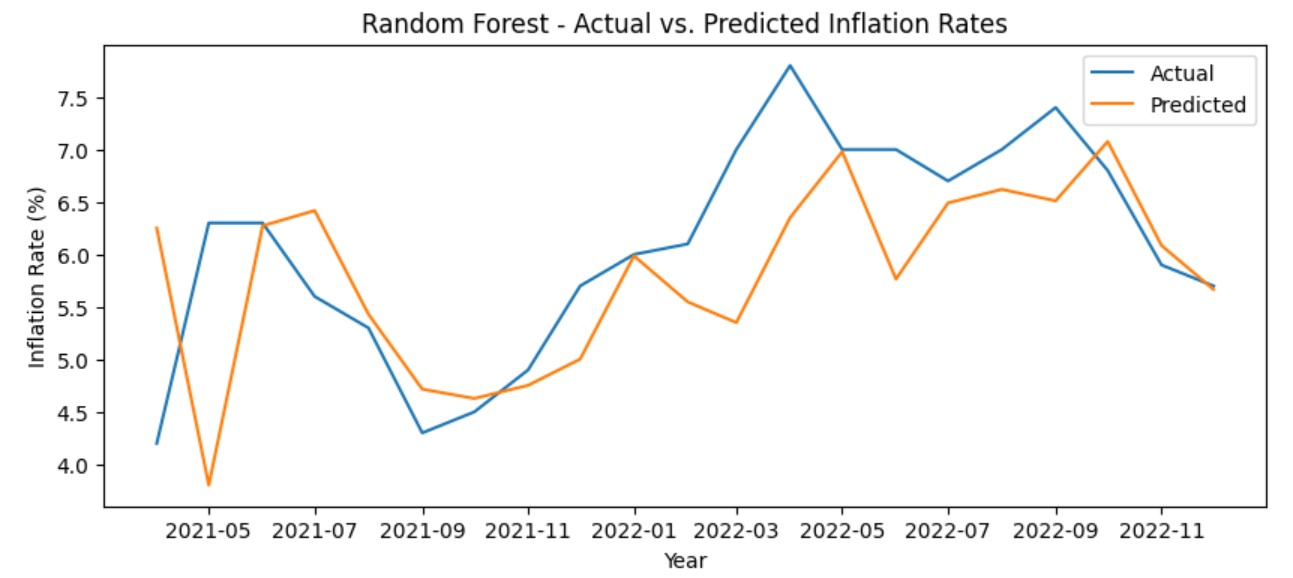 Random Forest - Actual vs. Predicted Inflation Rates
Actual
Predicted
Inflation Rate (%)
7.5
7.0
6.5
6.0
5.5
5.0
4.5
4.0
2021-05 2021-07 2021-09 2021-11 2022-01 2022-03 2022-05 2022-07 2022-09 2022-11
Year